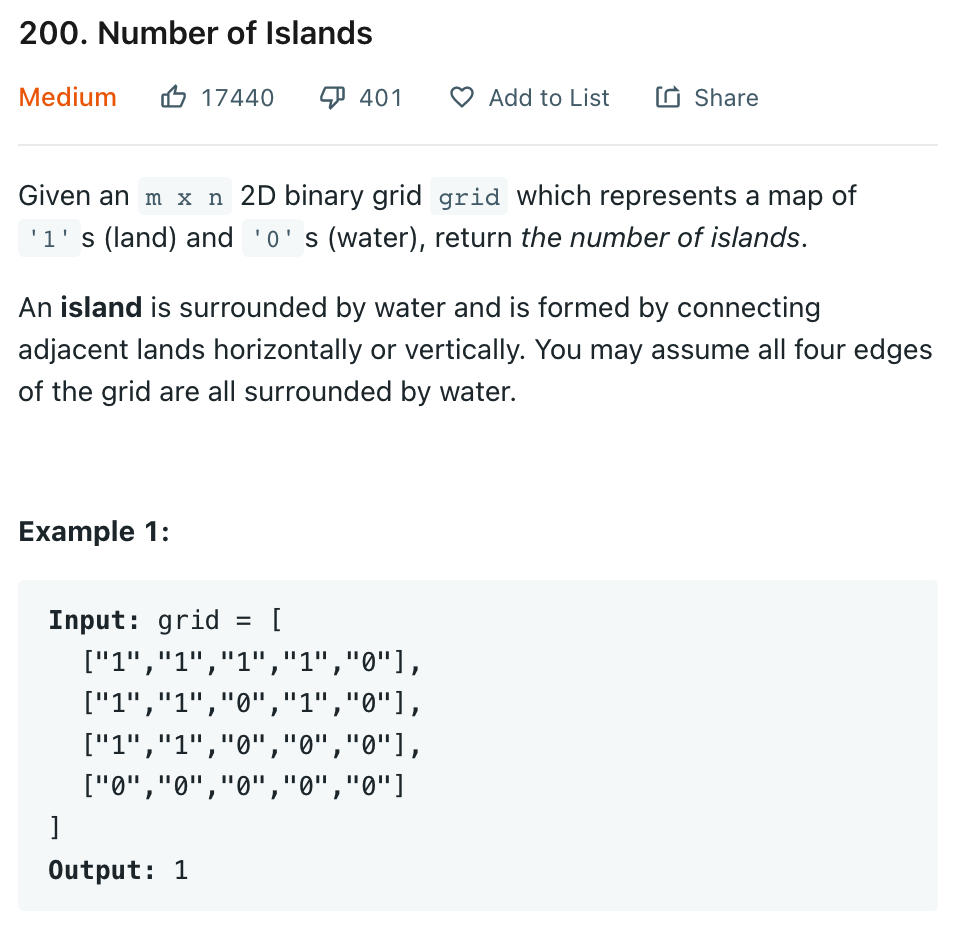 200. Number of Islands
Medium 17440 401 Add to List Share
Given an m x n 2D binary grid grid which represents a map of
'1's (land) and '0's (water), return the number of islands.
An island is surrounded by water and is formed by connecting
adjacent lands horizontally or vertically. You may assume all four edges
of the grid are all surrounded by water.
Example 1:
Input: grid = [
  ["1","1","1","1","0"],
  ["1","1","0","1","0"],
  ["1","1","0","0","0"],
  ["0","0","0","0","0"]
]
Output: 1